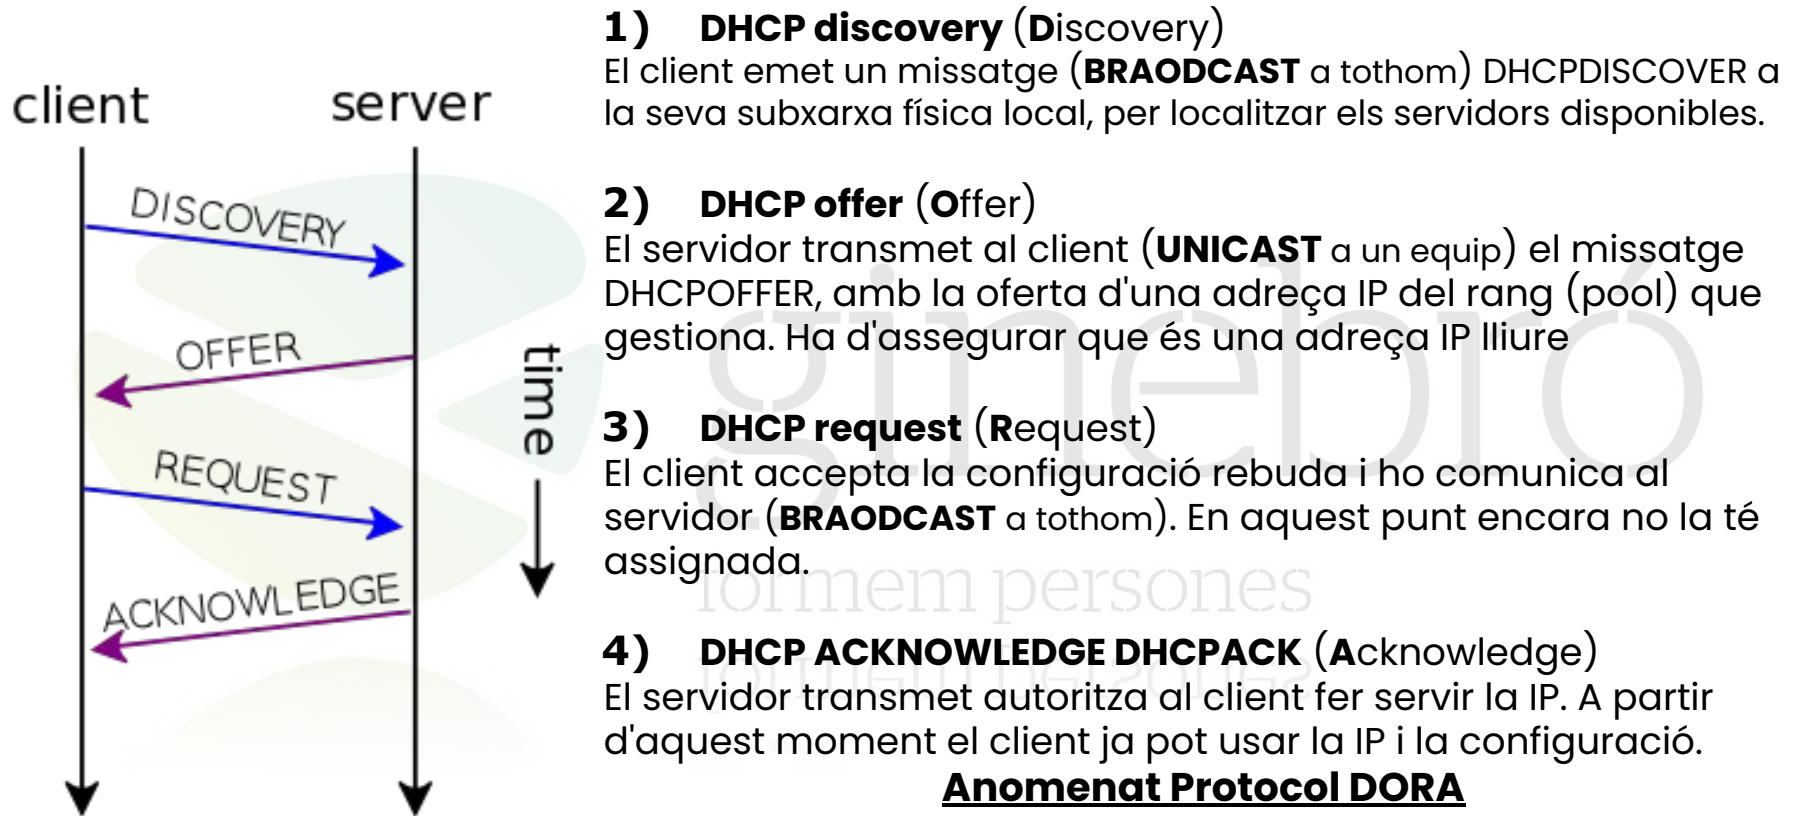 client
server
DISCOVERY
OFFER
REQUEST
ACKNOWLEDGE
time
1) DHCP discovery (Discovery)
El client emet un missatge (BRAODCAST a tothom) DHCPDISCOVER a
la seva subxarxa física local, per localitzar els servidors disponibles.
2) DHCP offer (Offer)
El servidor transmet al client (UNICAST a un equip) el missatge
DHCPOFFER, amb la oferta d'una adreça IP del rang (pool) que
gestiona. Ha d'assegurar que és una adreça IP lliure
3) DHCP request (Request)
El client accepta la configuració rebuda i ho comunica al
servidor (BRAODCAST a tothom). En aquest punt encara no la té
assignada.
4) DHCP ACKNOWLEDGE DHCPACK (Acknowledge)
El servidor transmet autoritza al client fer servir la IP. A partir
d'aquest moment el client ja pot usar la IP i la configuració.
Anomenat Protocol DORA
ginebró
formem persones